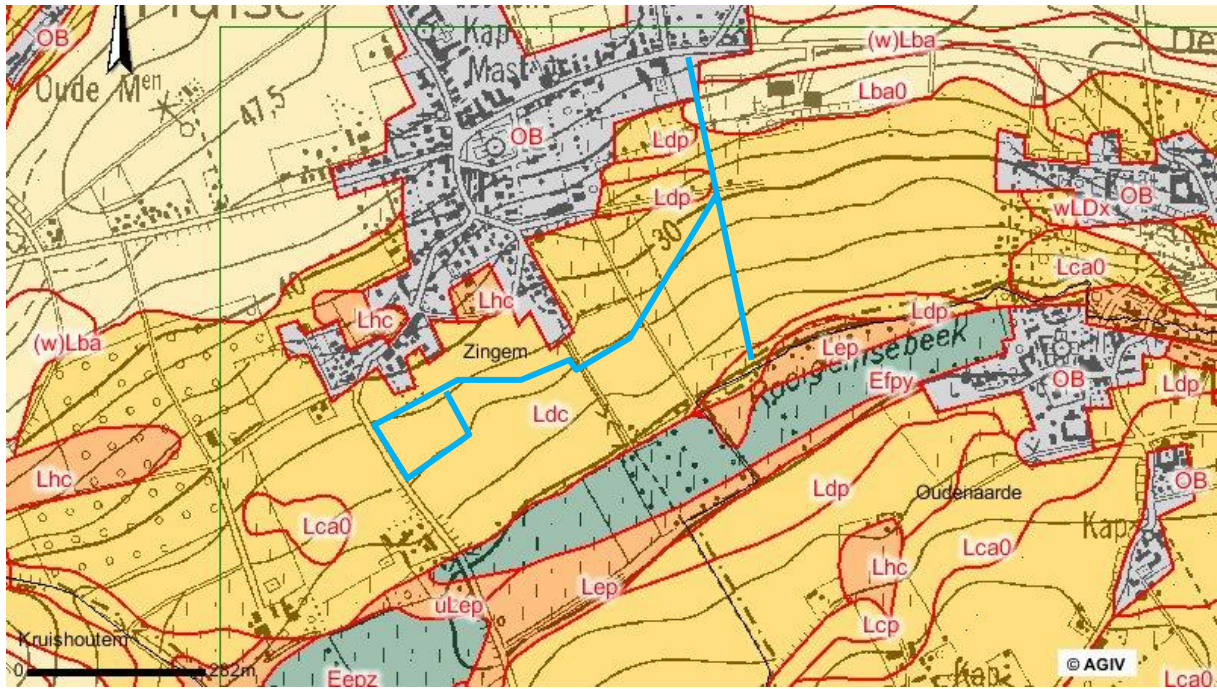 OB
Kap.
(w)Lba
Oude Mᵉⁿ
47,5
Mast
Lba0
OB
Ldp
OB
Ldp
wLDx
30
Lca0
40
Lhc
Ldp
Lhc
(w)Lba
Zingem
Lep
Efpy
OB
Ldp
Ldc
Lhc
Ldp
Oudenaarde
OB
Lca0
Kap.
Lca0
Lhc
uLep
Lep
Lcp
Kruishoutem
0 282m
Eepz
© AGIV
Kap.
Lca0